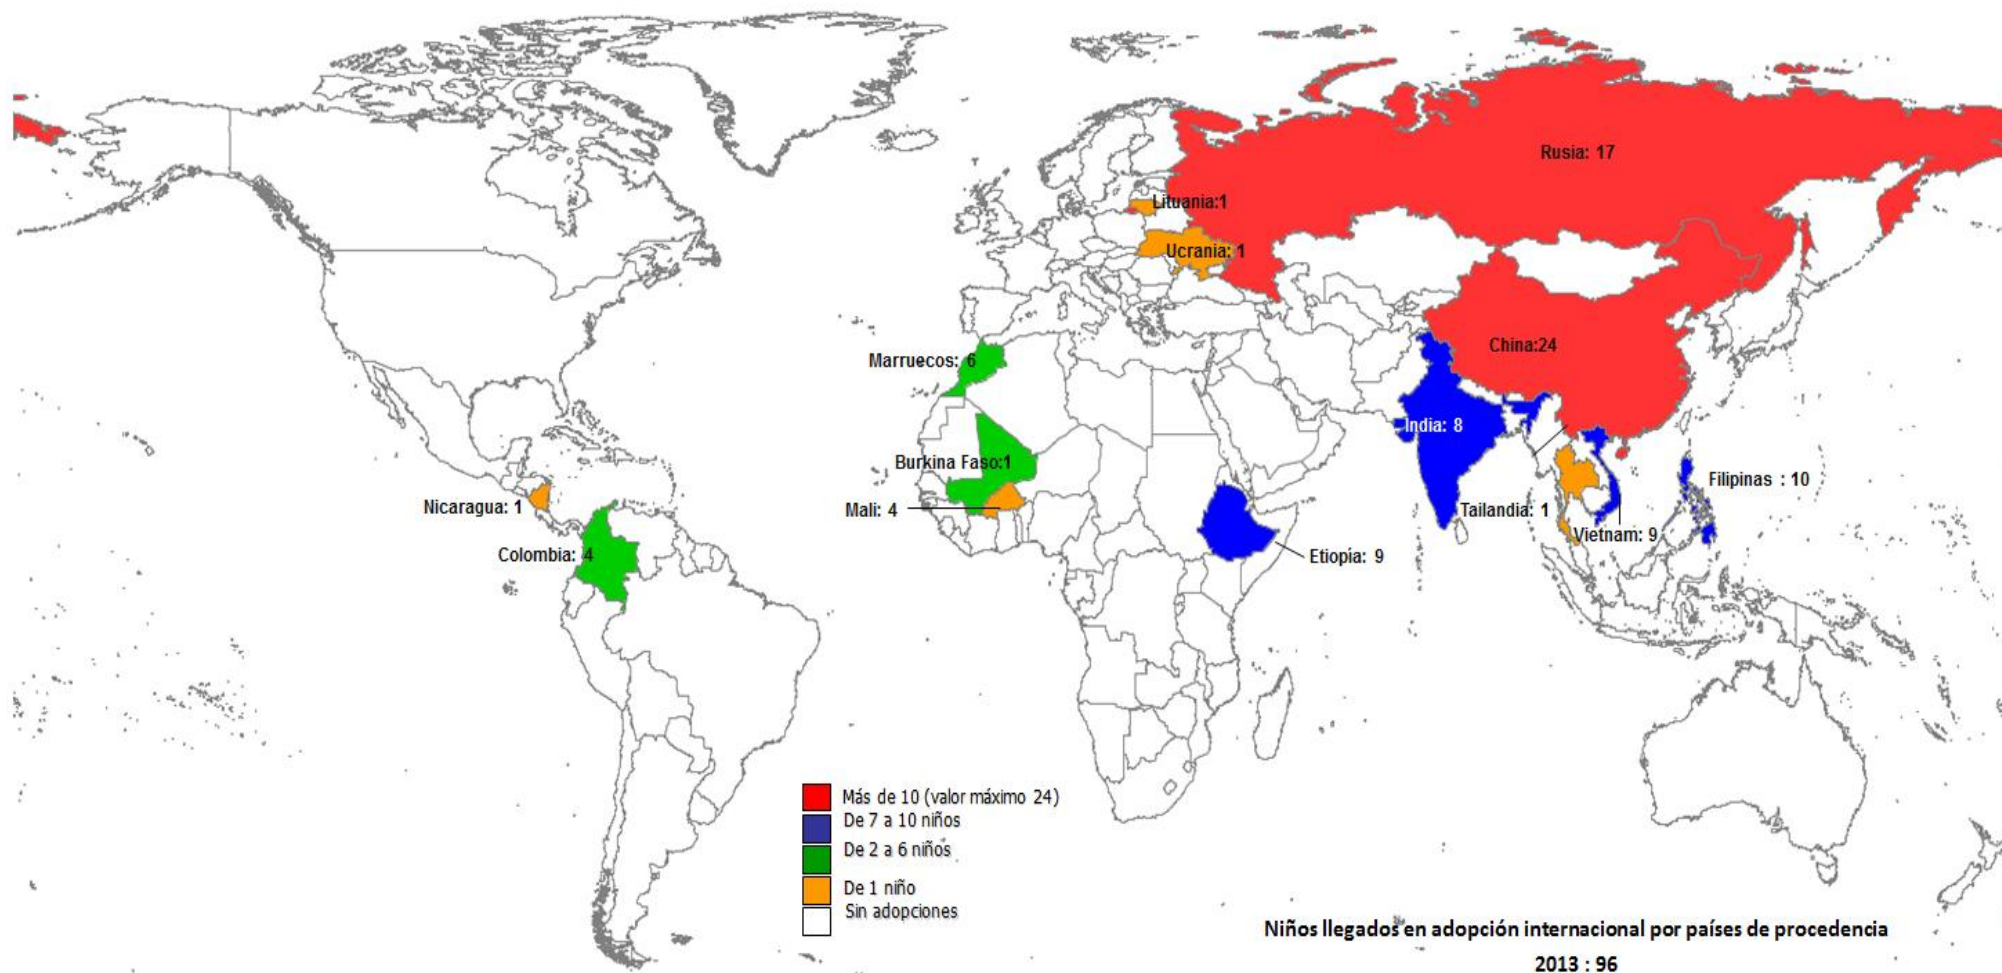 Rusia: 17
Lituania:1
Ucrania: 1
China:24
Marruecos: 6
India: 8
Burkina Faso:1
Filipinas : 10
Nicaragua: 1
Mali: 4
Tailandia: 1
Vietnam: 9
Colombia: 4
Etiopía: 9
Más de 10 (valor máximo 24)
De 7 a 10 niños
De 2 a 6 niños
De 1 niño
Sin adopciones
Niños llegados en adopción internacional por países de procedencia
2013 : 96